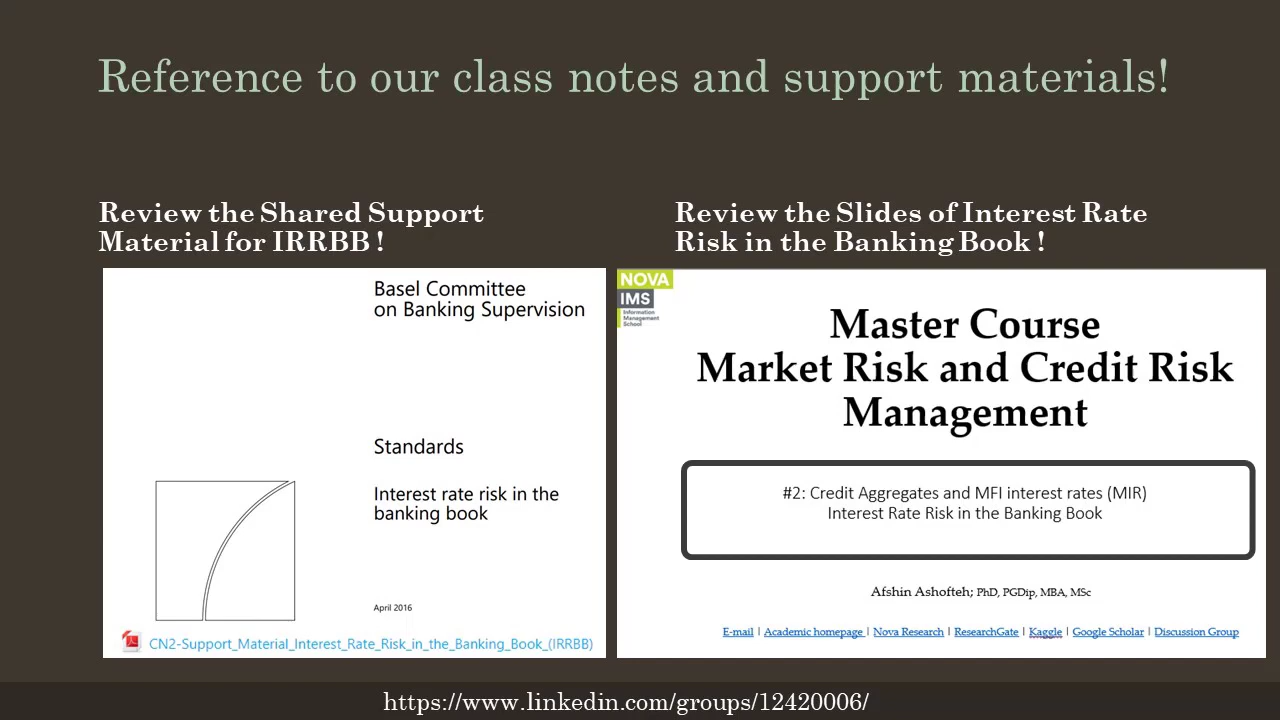 Reference to our class notes and support materials!
Review the Shared Support
Material for IRRBB !
Basel Committee
on Banking Supervision
Standards
Interest rate risk in the
banking book
April 2016
CN2-Support_Material_Interest_Rate_Risk_in_the_Banking_Book_(IRRBB)
Review the Slides of Interest Rate
Risk in the Banking Book !
NOVA
IMS
Information
Management
School
Master Course
Market Risk and Credit Risk
Management
#2: Credit Aggregates and MFI interest rates (MIR)
Interest Rate Risk in the Banking Book
Afshin Ashofteh; PhD, PGDip, MBA, MSc
E-mail | Academic homepage | Nova Research | ResearchGate | Kaggle | Google Scholar | Discussion Group
https://www.linkedin.com/groups/12420006/